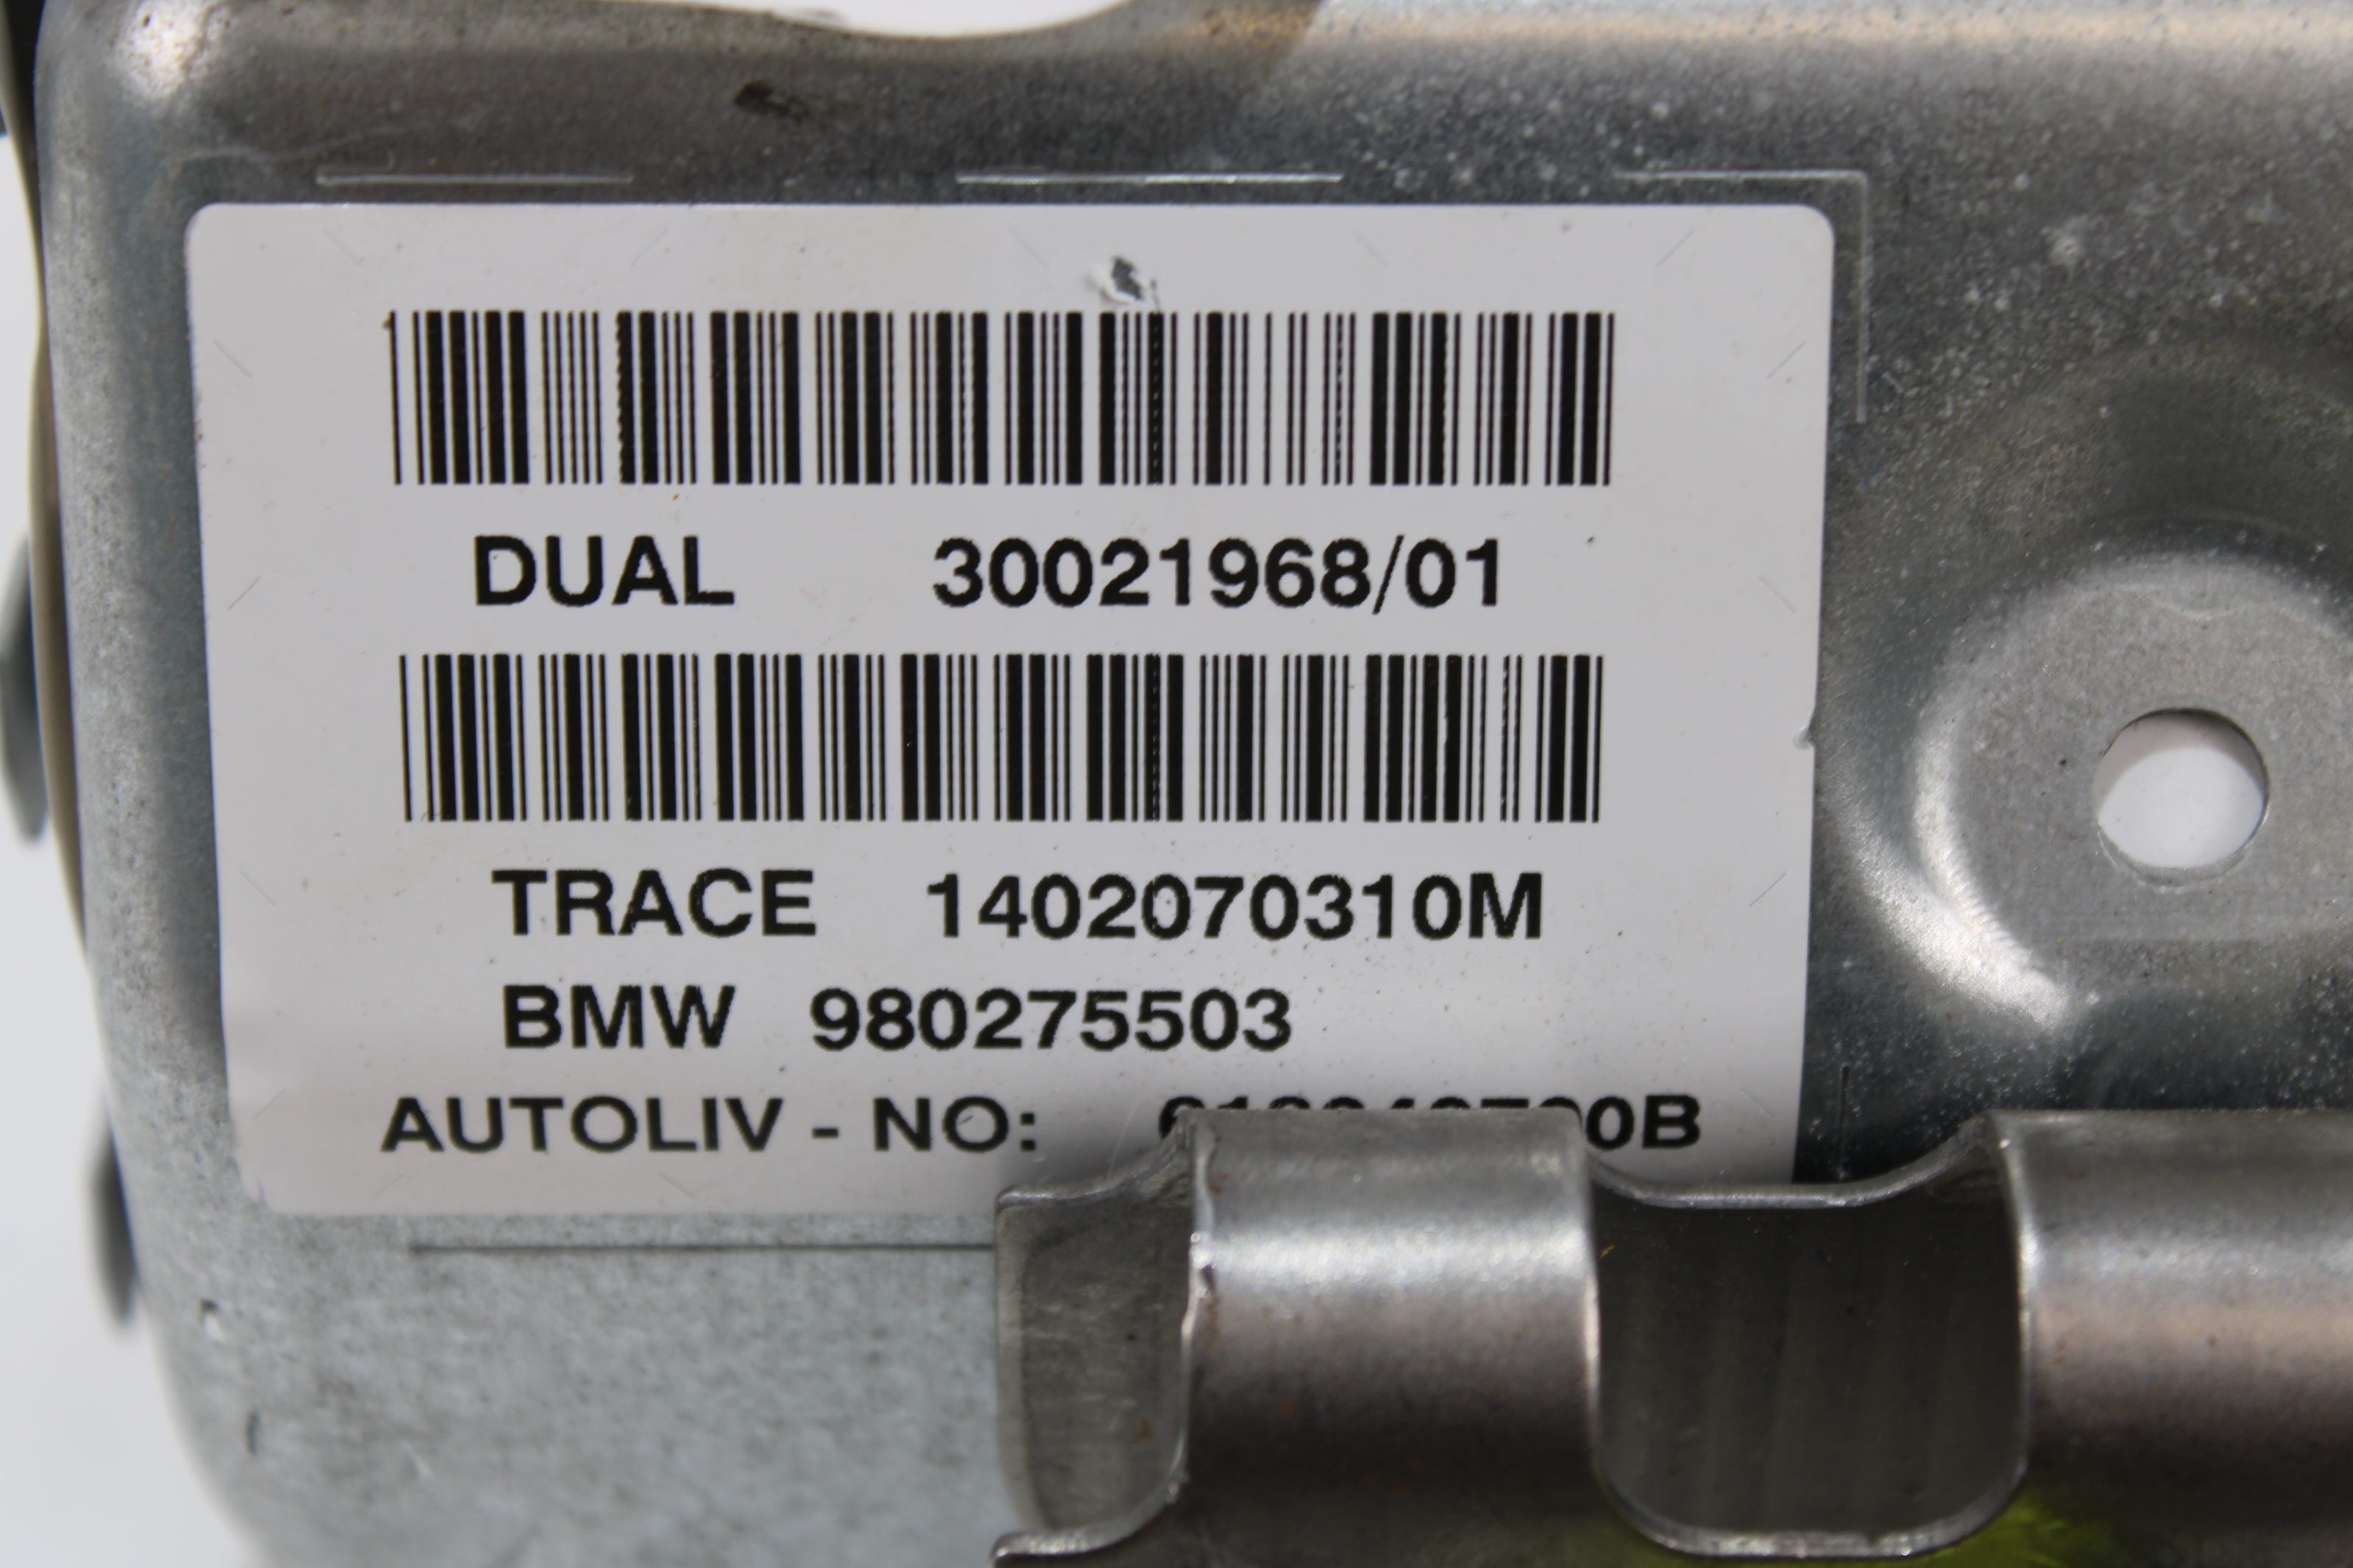 DUAL 30021968/01
TRACE 1402070310M
BMW 980275503
AUTOLIV - NO: